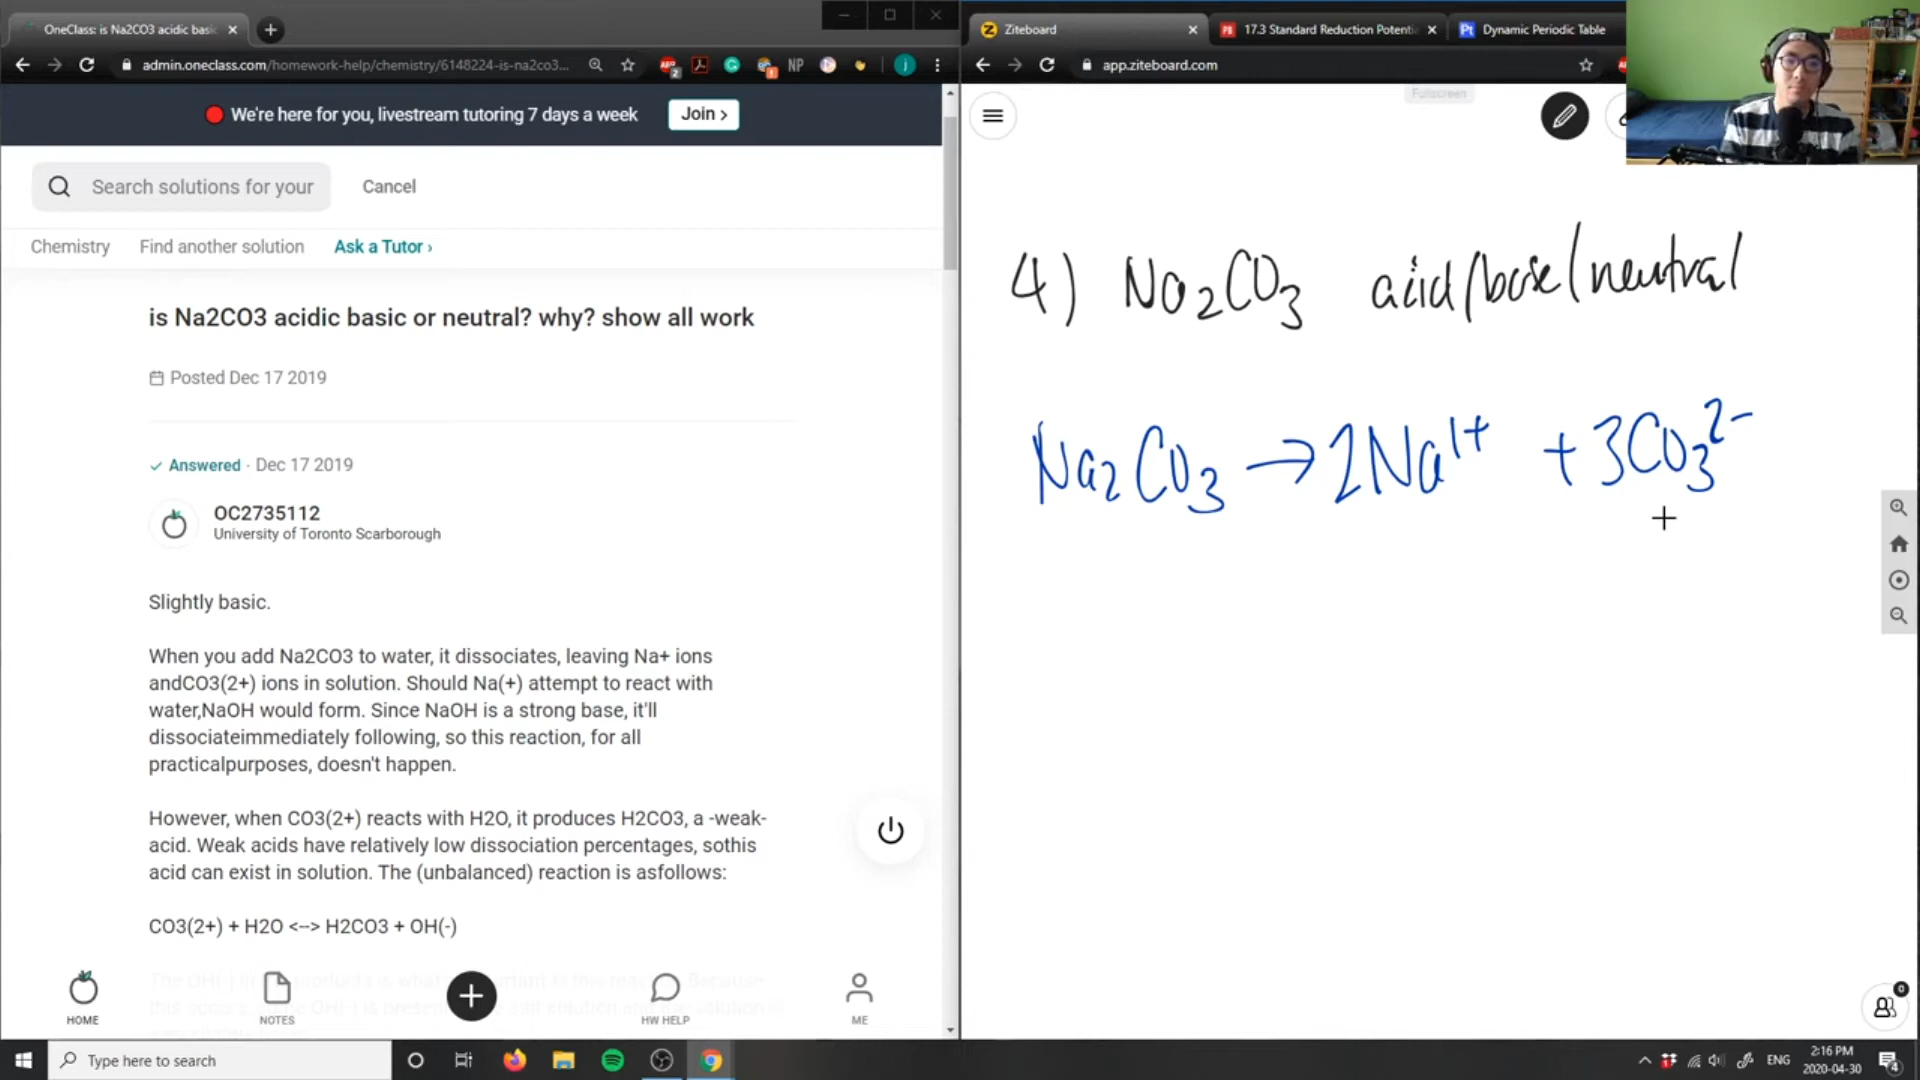 OneClass: is Na2CO3 acidic basic
Ziteboard
17.3 Standard Reduction Potenti
Dynamic Periodic Table
admin.oneclass.com/homework-help/chemistry/6148224-is-na2co3...
NP
app.ziteboard.com
Fullscreen
We're here for you, livestream tutoring 7 days a week
Join >
Search solutions for your
Cancel
Chemistry
Find another solution
Ask a Tutor ›
is Na2CO3 acidic basic or neutral? why? show all work
Posted Dec 17 2019
Answered · Dec 17 2019
OC2735112
University of Toronto Scarborough
Slightly basic.
When you add Na2CO3 to water, it dissociates, leaving Na+ ions
andCO3(2+) ions in solution. Should Na(+) attempt to react with
water,NaOH would form. Since NaOH is a strong base, it'll
dissociateimmediately following, so this reaction, for all
practicalpurposes, doesn't happen.
However, when CO3(2+) reacts with H2O, it produces H2CO3, a -weak-
acid. Weak acids have relatively low dissociation percentages, sothis
acid can exist in solution. The (unbalanced) reaction is asfollows:
CO3(2+) + H2O <--> H2CO3 + OH(-)
HOME
NOTES
HW HELP
ME
4) Na₂CO₃ acid/base/neutral
Na₂CO₃ → 2Na¹⁺ + 3CO₃²⁻
0
Type here to search
ENG
2:16 PM
2020-04-30
4